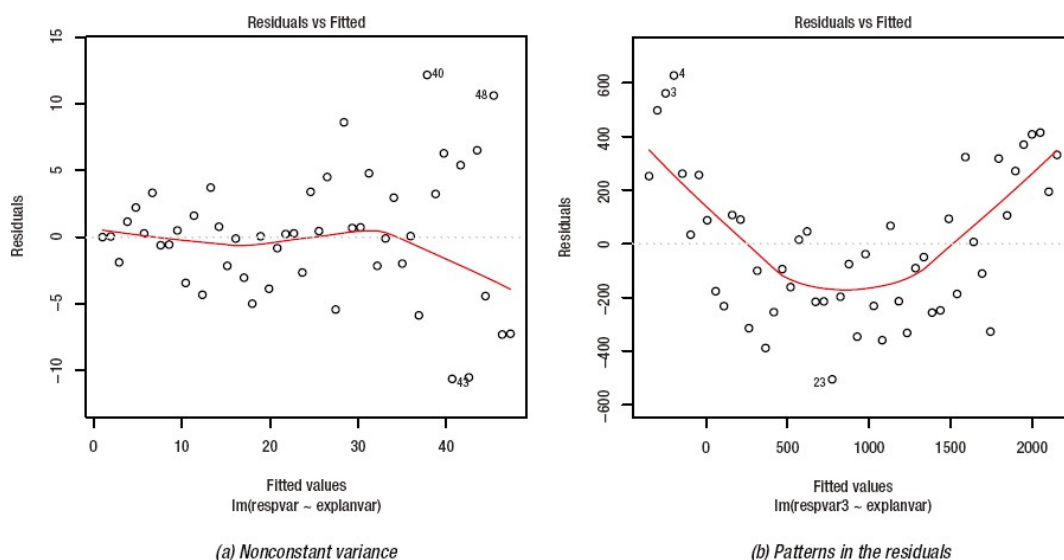 Residuals vs Fitted
15
10
5
0
−5
−10
Residuals
40
48
43
0
10
20
30
40
Fitted values
lm(respvar ~ explanvar)
(a) Nonconstant variance
Residuals vs Fitted
600
400
200
0
−200
−400
−600
Residuals
4
3
23
0
500
1000
1500
2000
Fitted values
lm(respvar3 ~ explanvar)
(b) Patterns in the residuals